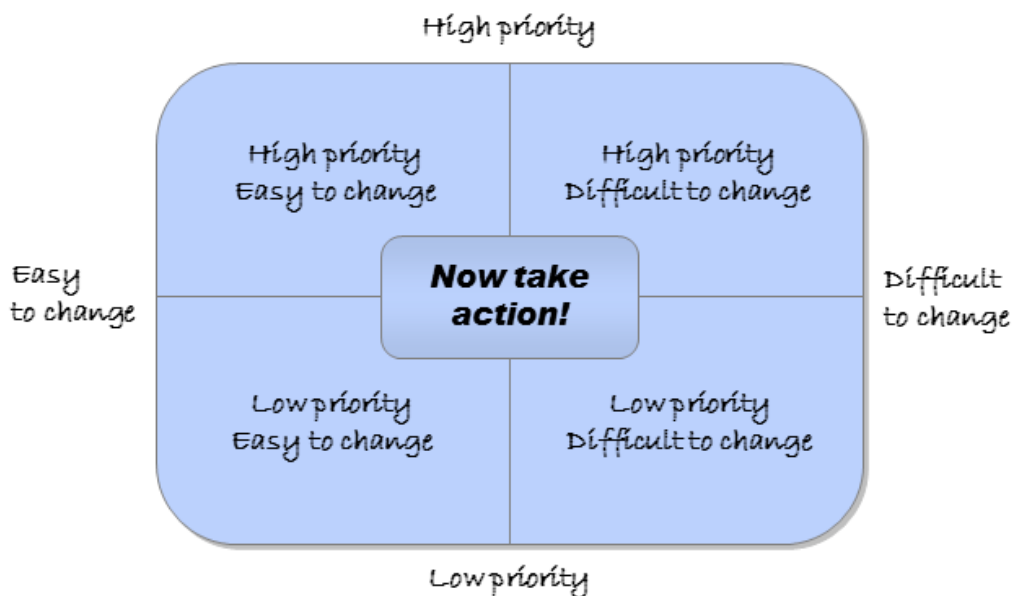 High priority
High priority
Easy to change
High priority
Difficult to change
Easy
to change
Now take
action!
Difficult
to change
Low priority
Easy to change
Low priority
Difficult to change
Low priority